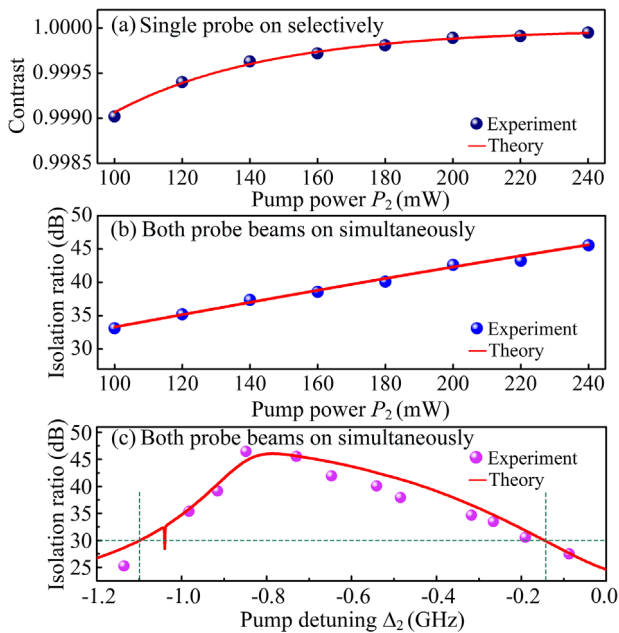 (a) Single probe on selectively
Contrast
1.0000
0.9995
0.9990
0.9985
Experiment
Theory
100 120 140 160 180 200 220 240
Pump power P2 (mW)
(b) Both probe beams on simultaneously
Isolation ratio (dB)
50
45
40
35
30
Experiment
Theory
100 120 140 160 180 200 220 240
Pump power P2 (mW)
(c) Both probe beams on simultaneously
Isolation ratio (dB)
50
45
40
35
30
25
Experiment
Theory
-1.2 -1.0 -0.8 -0.6 -0.4 -0.2 0.0
Pump detuning Δ2 (GHz)